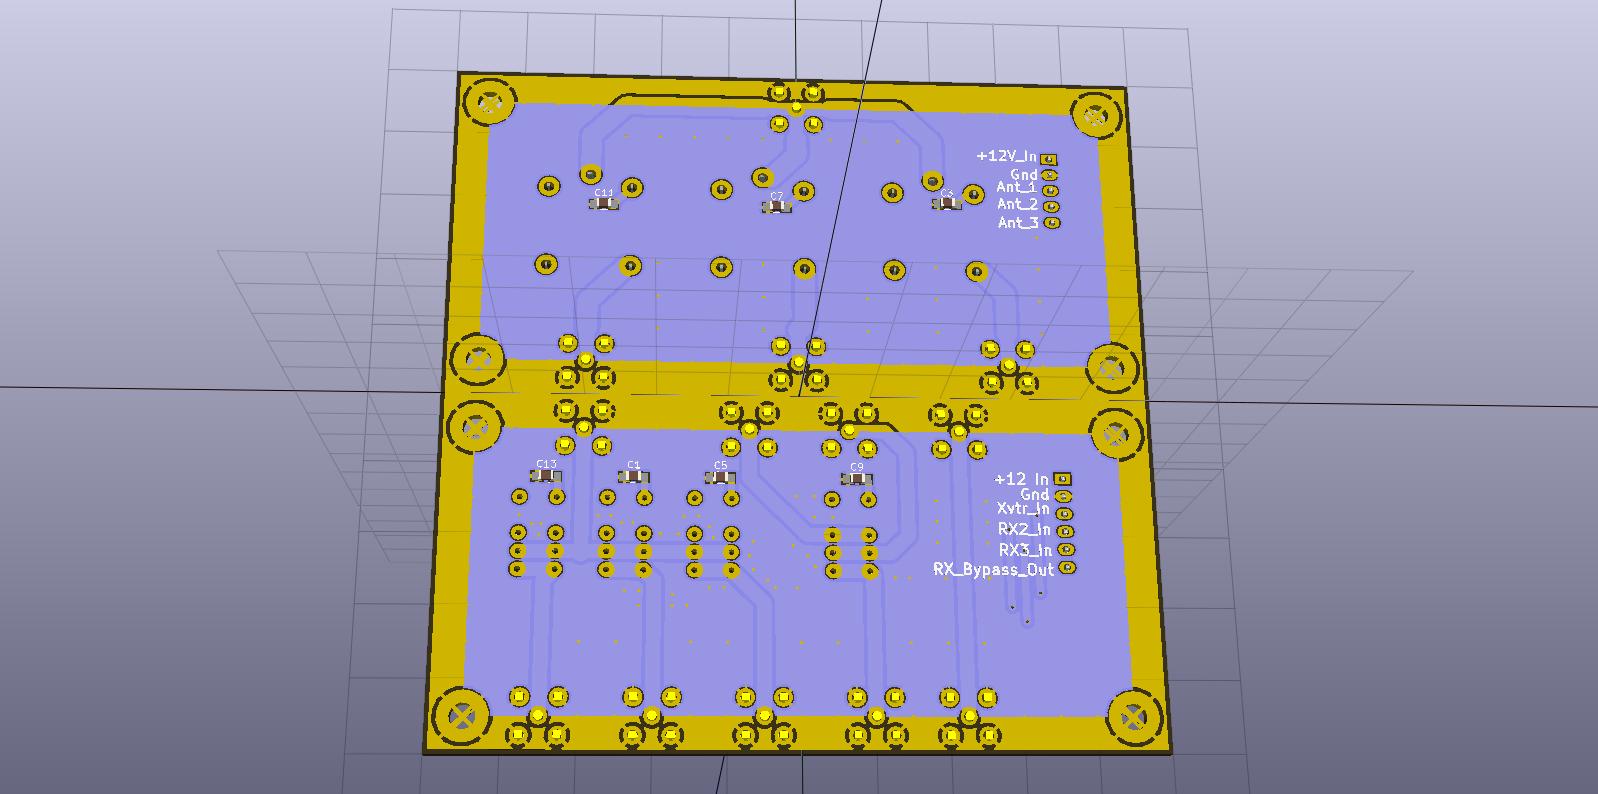 +12V_In
Gnd
Ant_1
Ant_2
Ant_3
C11
C7
C3
C13
C1
C5
C9
+12 In
Gnd
Xvtr_In
RX2_In
RX3_In
RX_Bypass_Out